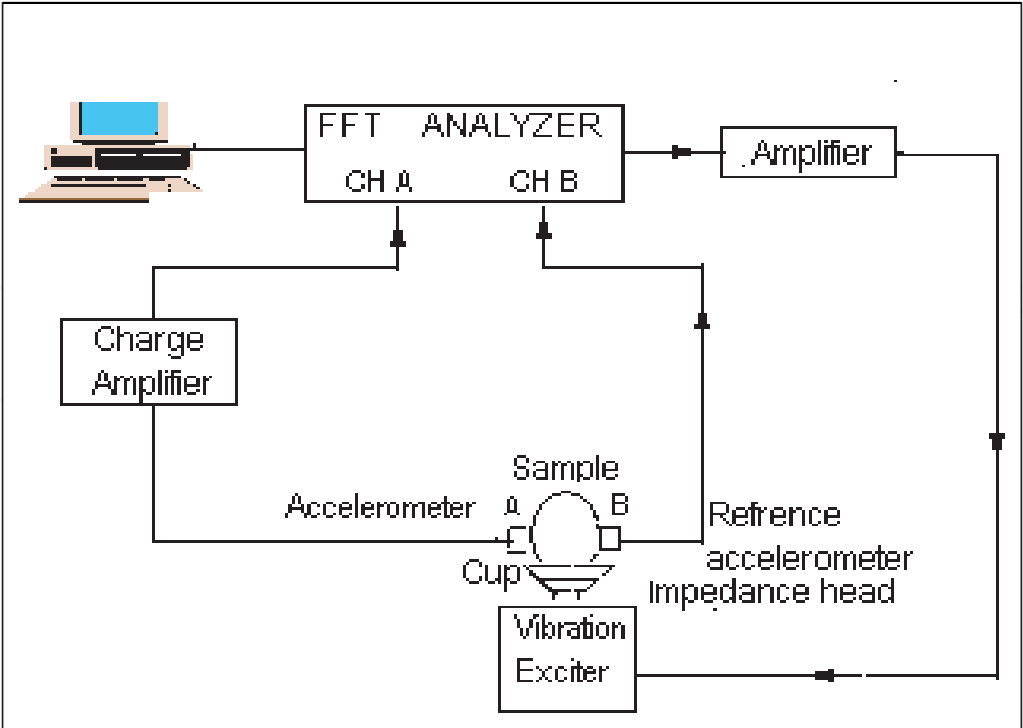 FFT ANALYZER
CH A CH B
Amplifier
Charge
Amplifier
Sample
Accelerometer A B
Refrence
accelerometer
Cup
Impedance head
Vibration
Exciter